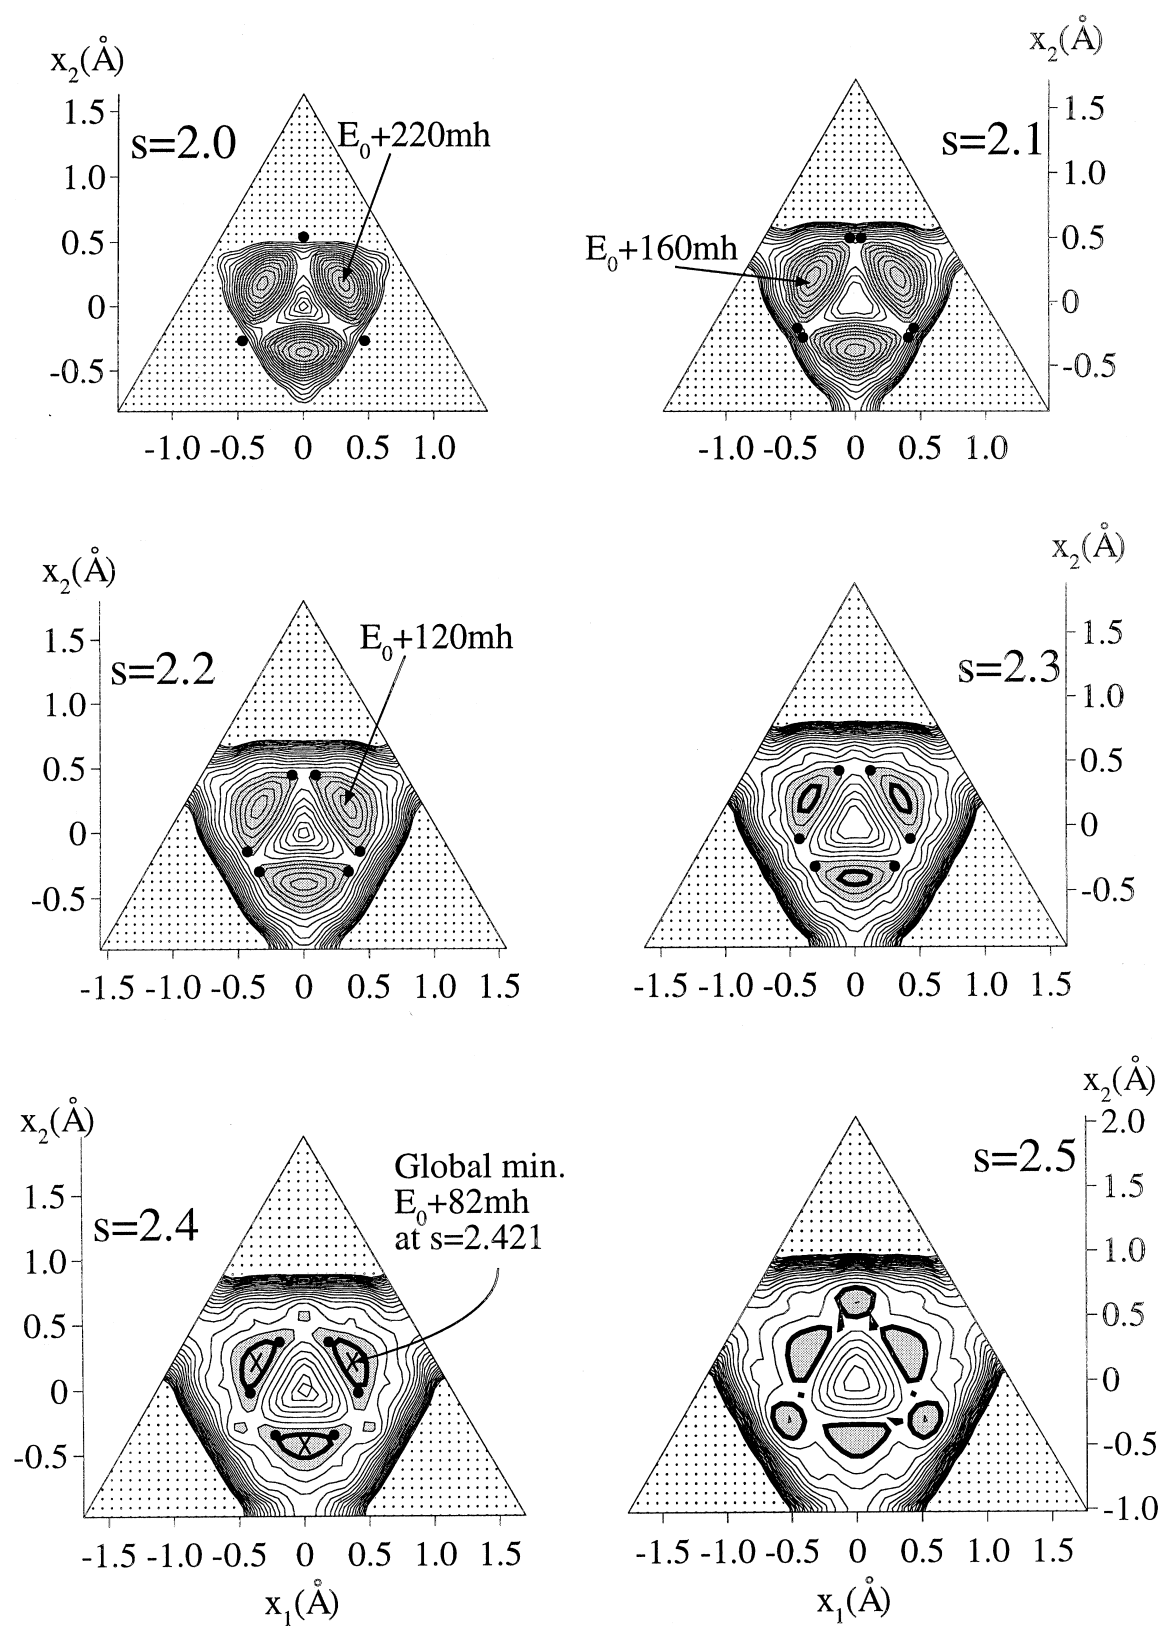 x₂(Å)
1.5
1.0
0.5
0
-0.5
s=2.0
E₀+220mh
-1.0 -0.5 0 0.5 1.0
x₂(Å)
1.5
1.0
0.5
0
-0.5
s=2.1
E₀+160mh
-1.0 -0.5 0 0.5 1.0
x₂(Å)
1.5
1.0
0.5
0
-0.5
s=2.2
E₀+120mh
-1.5 -1.0 -0.5 0 0.5 1.0 1.5
x₂(Å)
1.5
1.0
0.5
0
-0.5
s=2.3
-1.5 -1.0 -0.5 0 0.5 1.0 1.5
x₂(Å)
1.5
1.0
0.5
0
-0.5
s=2.4
Global min.
E₀+82mh
at s=2.421
X X
X
-1.5 -1.0 -0.5 0 0.5 1.0 1.5
x₁(Å)
x₂(Å)
2.0
1.5
1.0
0.5
0
-0.5
-1.0
s=2.5
-1.5 -1.0 -0.5 0 0.5 1.0 1.5
x₁(Å)